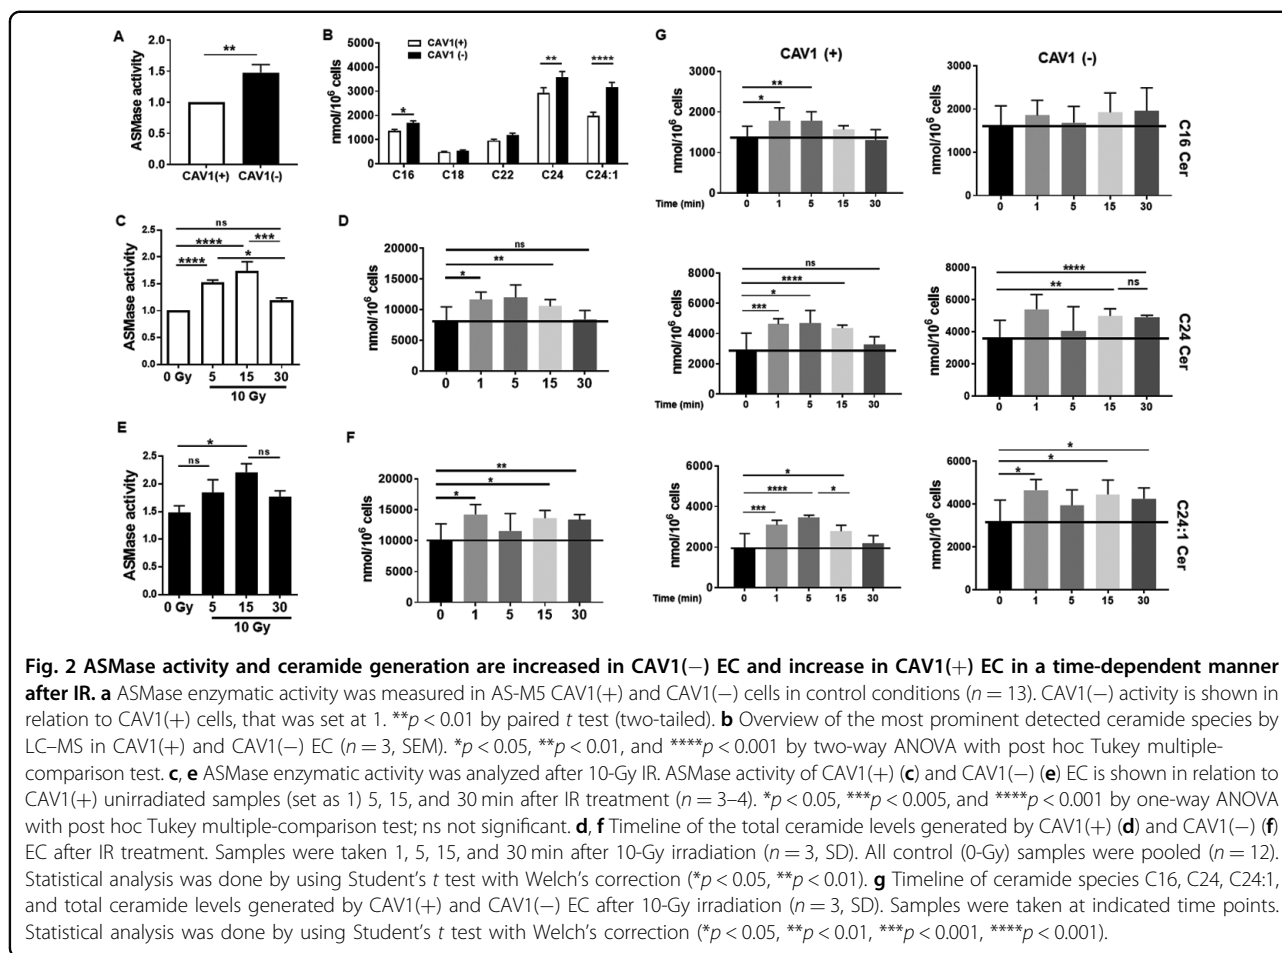 A
ASMase activity
2.0
1.5
1.0
0.5
0.0
**
CAV1(+) CAV1(-)
B
nmol/10⁶ cells
5000
4000
3000
2000
1000
0
CAV1(+)
CAV1 (-)
* ** ****
C16 C18 C22 C24 C24:1
C
ASMase activity
2.5
2.0
1.5
1.0
0.5
0.0
ns
**** ***
**** *
0 Gy 5 15 30
10 Gy
D
nmol/10⁶ cells
20000
15000
10000
5000
0
ns
**
*
0 1 5 15 30
E
ASMase activity
2.5
2.0
1.5
1.0
0.5
0.0
*
ns ns
0 Gy 5 15 30
10 Gy
F
nmol/10⁶ cells
20000
15000
10000
5000
0
**
*
*
0 1 5 15 30
G
CAV1 (+)
CAV1 (-)
nmol/10⁶ cells
3000
2000
1000
0
**
*
Time (min) 0 1 5 15 30
nmol/10⁶ cells
3000
2000
1000
0
0 1 5 15 30
C16 Cer
nmol/10⁶ cells
8000
6000
4000
2000
0
ns
****
*
***
Time (min) 0 1 5 15 30
nmol/10⁶ cells
8000
6000
4000
2000
0
****
** ns
0 1 5 15 30
C24 Cer
nmol/10⁶ cells
6000
4000
2000
0
*
**** *
***
Time (min) 0 1 5 15 30
nmol/10⁶ cells
6000
4000
2000
0
*
*
*
0 1 5 15 30
C24:1 Cer
Fig. 2 ASMase activity and ceramide generation are increased in CAV1(−) EC and increase in CAV1(+) EC in a time-dependent manner
after IR. a ASMase enzymatic activity was measured in AS-M5 CAV1(+) and CAV1(−) cells in control conditions (n = 13). CAV1(−) activity is shown in
relation to CAV1(+) cells, that was set at 1. **p < 0.01 by paired t test (two-tailed). b Overview of the most prominent detected ceramide species by
LC–MS in CAV1(+) and CAV1(−) EC (n = 3, SEM). *p < 0.05, **p < 0.01, and ****p < 0.001 by two-way ANOVA with post hoc Tukey multiple-
comparison test. c, e ASMase enzymatic activity was analyzed after 10-Gy IR. ASMase activity of CAV1(+) (c) and CAV1(−) (e) EC is shown in relation to
CAV1(+) unirradiated samples (set as 1) 5, 15, and 30 min after IR treatment (n = 3–4). *p < 0.05, ***p < 0.005, and ****p < 0.001 by one-way ANOVA
with post hoc Tukey multiple-comparison test; ns not significant. d, f Timeline of the total ceramide levels generated by CAV1(+) (d) and CAV1(−) (f)
EC after IR treatment. Samples were taken 1, 5, 15, and 30 min after 10-Gy irradiation (n = 3, SD). All control (0-Gy) samples were pooled (n = 12).
Statistical analysis was done by using Student's t test with Welch's correction (*p < 0.05, **p < 0.01). g Timeline of ceramide species C16, C24, C24:1,
and total ceramide levels generated by CAV1(+) and CAV1(−) EC after 10-Gy irradiation (n = 3, SD). Samples were taken at indicated time points.
Statistical analysis was done by using Student's t test with Welch's correction (*p < 0.05, **p < 0.01, ***p < 0.001, ****p < 0.001).